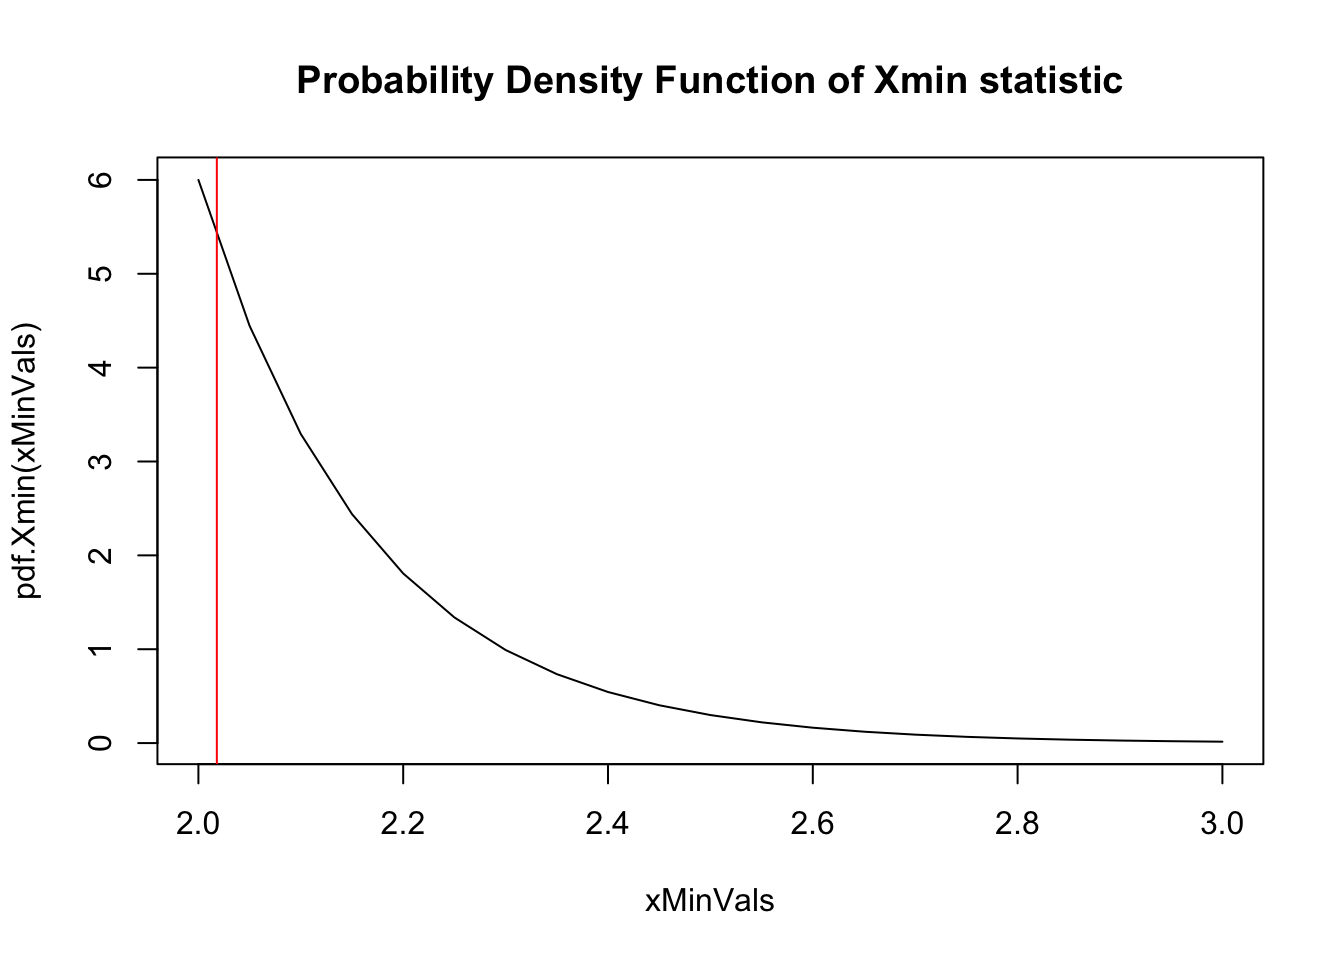 Probability Density Function of Xmin statistic
pdf.Xmin(xMinVals)
6
5
4
3
2
1
0
2.0 2.2 2.4 2.6 2.8 3.0
xMinVals